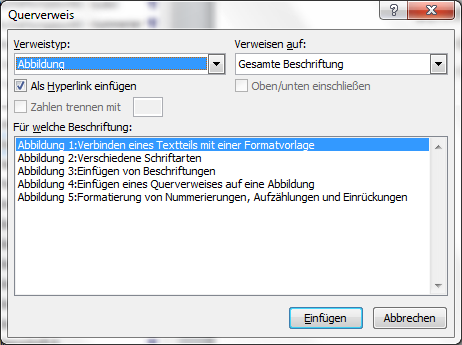 Querverweis
Verweistyp:
Verweisen auf:
Abbildung
Gesamte Beschriftung
Als Hyperlink einfügen
Oben/unten einschließen
Zahlen trennen mit
Für welche Beschriftung:
Abbildung 1:Verbinden eines Textteils mit einer Formatvorlage
Abbildung 2:Verschiedene Schriftarten
Abbildung 3:Einfügen von Beschriftungen
Abbildung 4:Einfügen eines Querverweises auf eine Abbildung
Abbildung 5:Formatierung von Nummerierungen, Aufzählungen und Einrückungen
Einfügen
Abbrechen